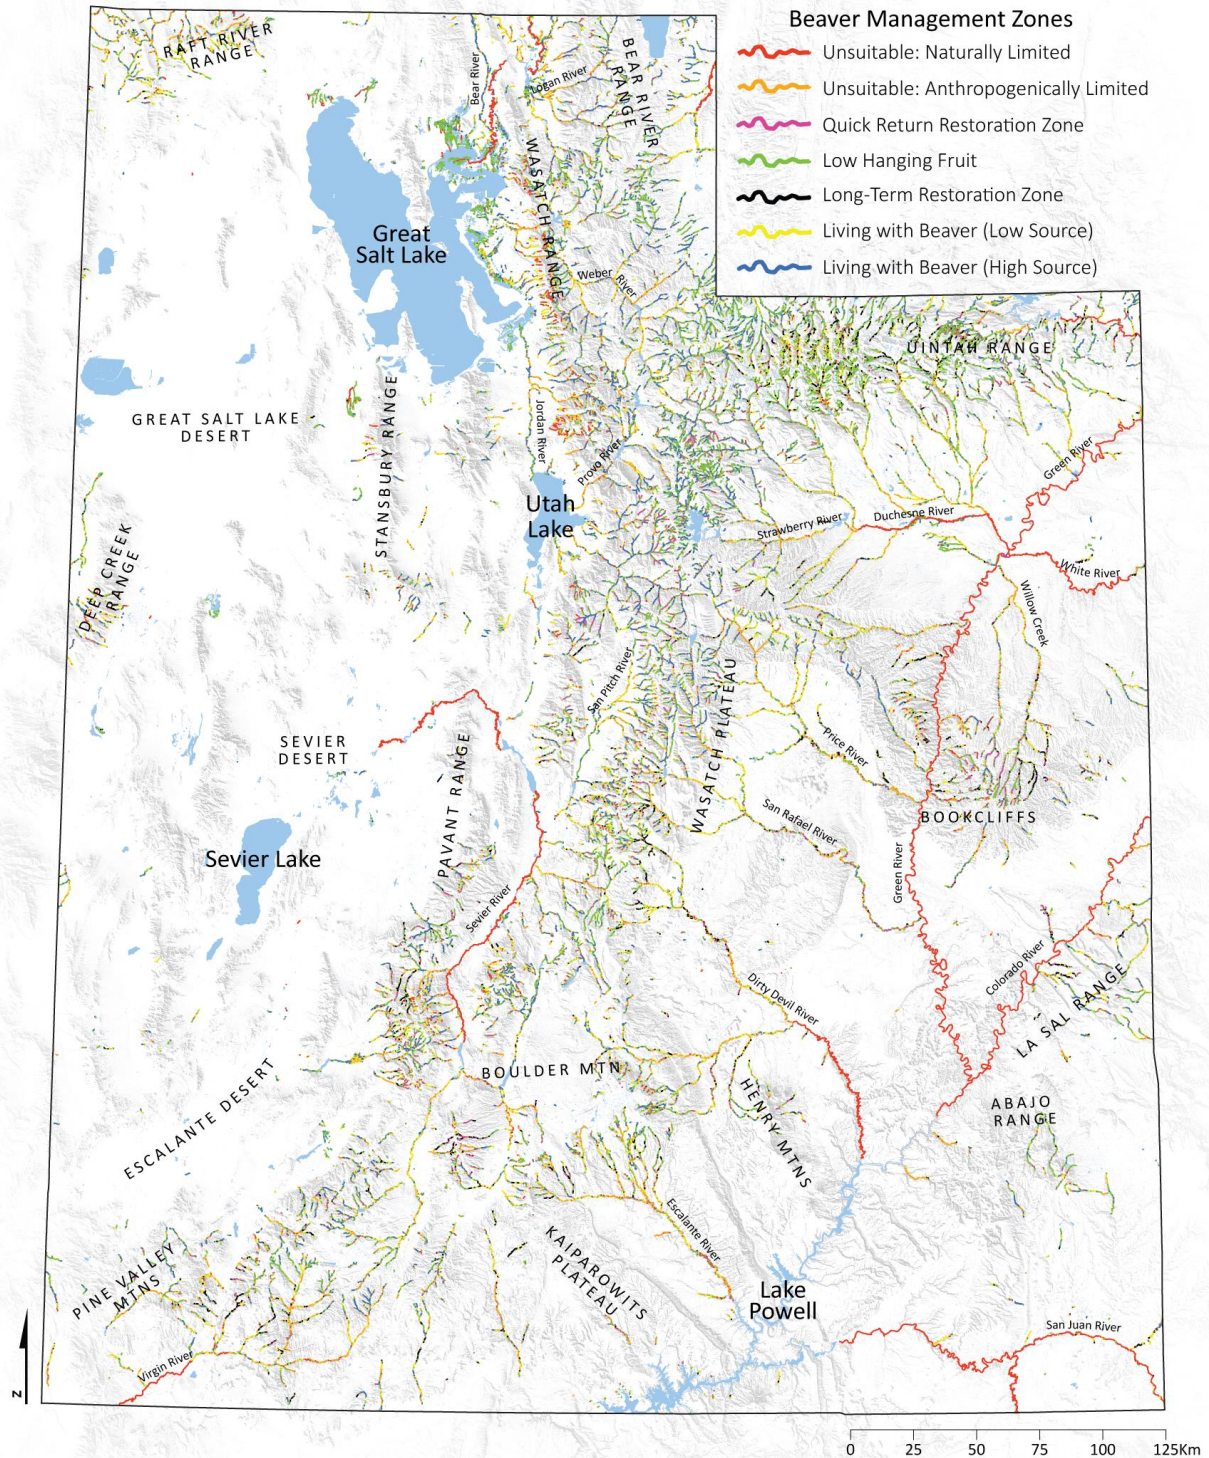 Beaver Management Zones
Unsuitable: Naturally Limited
Unsuitable: Anthropogenically Limited
Quick Return Restoration Zone
Low Hanging Fruit
Long-Term Restoration Zone
Living with Beaver (Low Source)
Living with Beaver (High Source)
RAFT RIVER
RANGE
Bear River
Logan River
BEAR RIVER
RANGE
WASATCH RANGE
Great
Salt Lake
Weber River
UINTAH RANGE
STANSBURY RANGE
GREAT SALT LAKE
DESERT
Jordan River
Provo River
Green River
Utah
Lake
Strawberry River
Duchesne River
DEEP CREEK
RANGE
White River
Willow Creek
San Pitch River
WASATCH PLATEAU
SEVIER
DESERT
PAVANT RANGE
Price River
San Rafael River
BOOKCLIFFS
Sevier Lake
Green River
Sevier River
Colorado River
LA SAL RANGE
Dirty Devil River
BOULDER MTN
HENRY MTNS
ABAJO
RANGE
ESCALANTE DESERT
Escalante River
KAIPAROWITS
PLATEAU
PINE VALLEY
MTNS
Lake
Powell
San Juan River
Virgin River
N
0 25 50 75 100 125Km